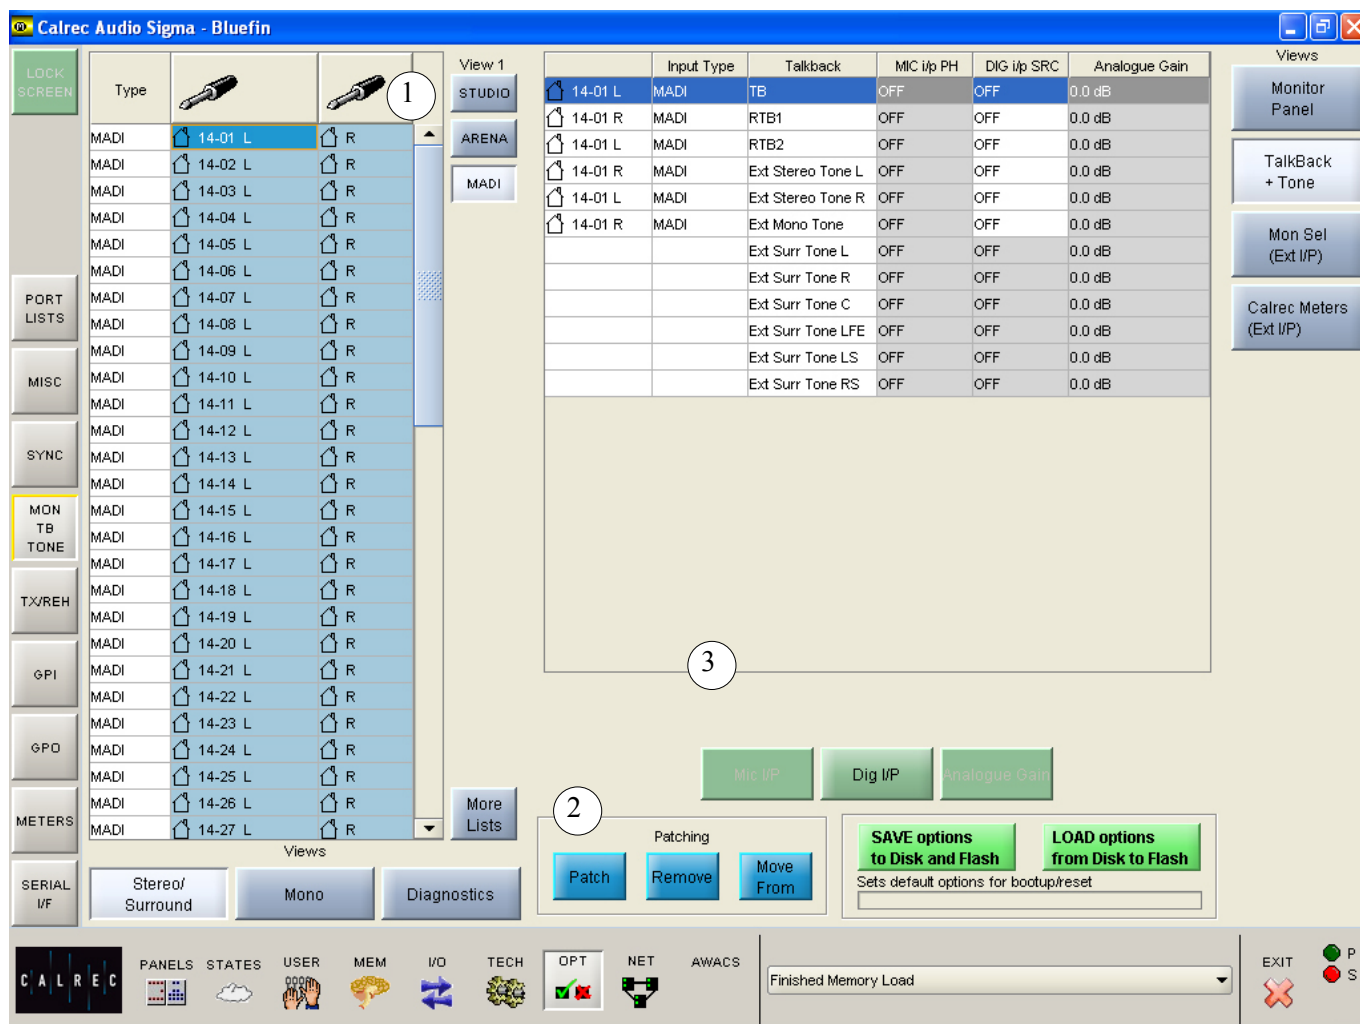 Calrec Audio Sigma - Bluefin
LOCK
SCREEN
PORT
LISTS
MISC
SYNC
MON
TB
TONE
TX/REH
GPI
GPO
METERS
SERIAL
I/F
Type
1
MADI 14-01 L R
MADI 14-02 L R
MADI 14-03 L R
MADI 14-04 L R
MADI 14-05 L R
MADI 14-06 L R
MADI 14-07 L R
MADI 14-08 L R
MADI 14-09 L R
MADI 14-10 L R
MADI 14-11 L R
MADI 14-12 L R
MADI 14-13 L R
MADI 14-14 L R
MADI 14-15 L R
MADI 14-16 L R
MADI 14-17 L R
MADI 14-18 L R
MADI 14-19 L R
MADI 14-20 L R
MADI 14-21 L R
MADI 14-22 L R
MADI 14-23 L R
MADI 14-24 L R
MADI 14-25 L R
MADI 14-26 L R
MADI 14-27 L R
Views
Stereo/
Surround
Mono
Diagnostics
View 1
STUDIO
ARENA
MADI
More
Lists
Input Type Talkback MIC i/p PH DIG i/p SRC Analogue Gain
14-01 L MADI TB OFF OFF 0.0 dB
14-01 R MADI RTB1 OFF OFF 0.0 dB
14-01 L MADI RTB2 OFF OFF 0.0 dB
14-01 R MADI Ext Stereo Tone L OFF OFF 0.0 dB
14-01 L MADI Ext Stereo Tone R OFF OFF 0.0 dB
14-01 R MADI Ext Mono Tone OFF OFF 0.0 dB
Ext Surr Tone L OFF OFF 0.0 dB
Ext Surr Tone R OFF OFF 0.0 dB
Ext Surr Tone C OFF OFF 0.0 dB
Ext Surr Tone LFE OFF OFF 0.0 dB
Ext Surr Tone LS OFF OFF 0.0 dB
Ext Surr Tone RS OFF OFF 0.0 dB
3
Mic I/P
Dig I/P
Analogue Gain
2
Patching
Patch
Remove
Move
From
SAVE options
to Disk and Flash
LOAD options
from Disk to Flash
Sets default options for bootup/reset
Views
Monitor
Panel
TalkBack
+ Tone
Mon Sel
(Ext I/P)
Calrec Meters
(Ext I/P)
CALREC
PANELS
STATES
USER
MEM
I/O
TECH
OPT
NET
AWACS
Finished Memory Load
EXIT
P
S